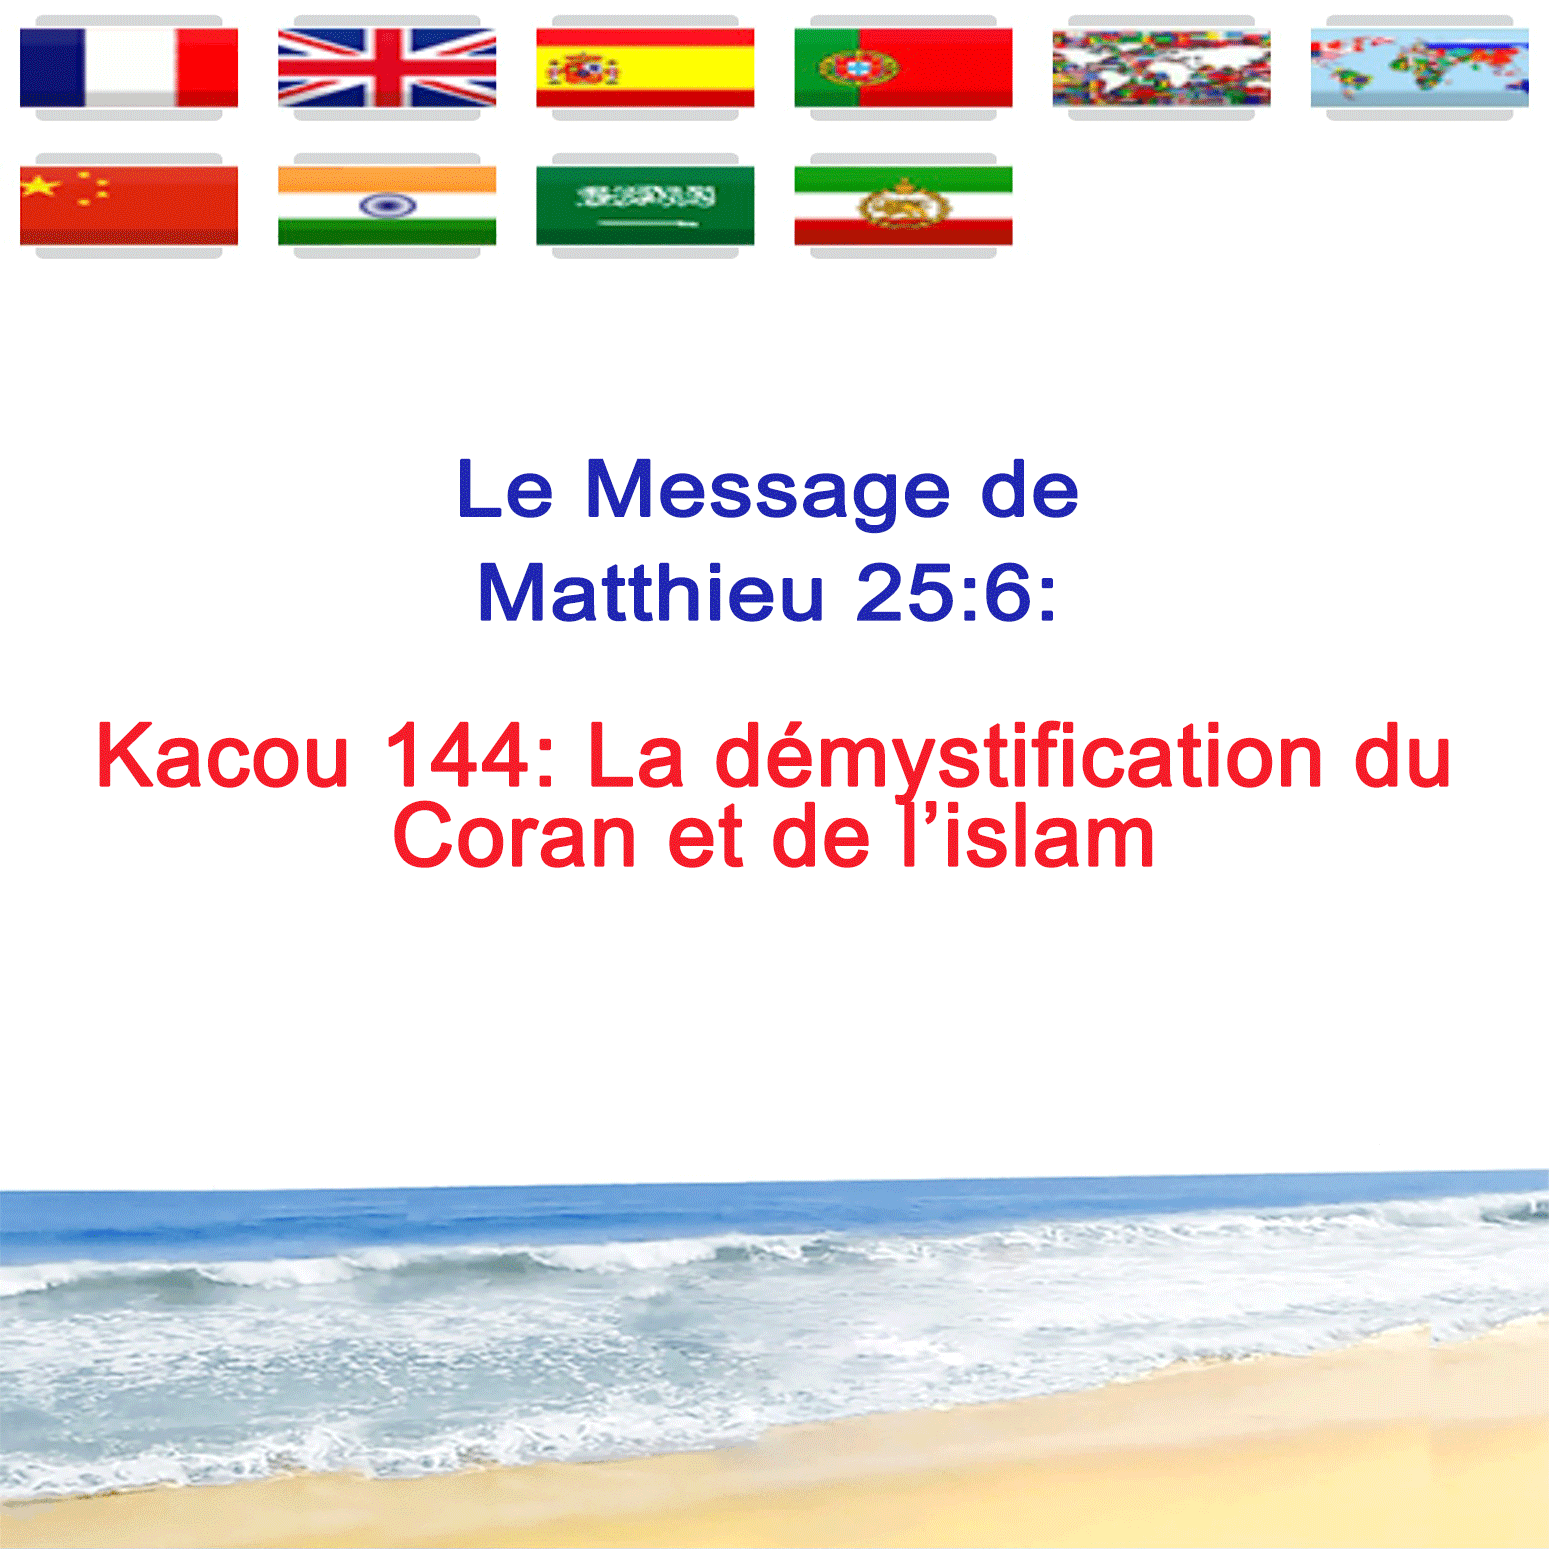 Le Message de
Matthieu 25:6:
Kacou 144: La démystification du
Coran et de l’islam